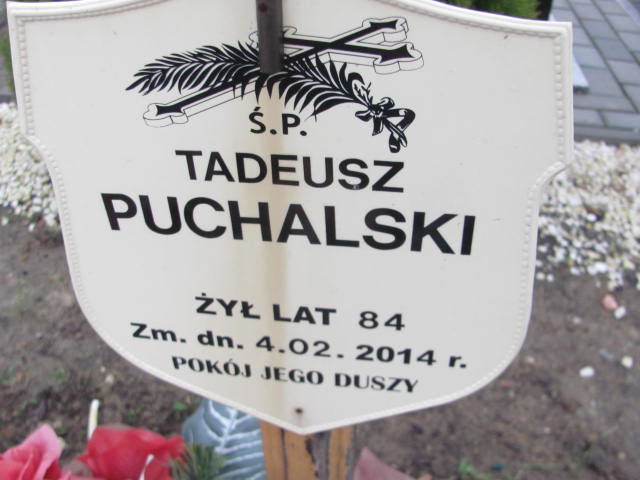 Ś.P.
TADEUSZ
PUCHALSKI
ŻYŁ LAT 84
Zm. dn. 4.02. 2014 r.
POKÓJ JEGO DUSZY